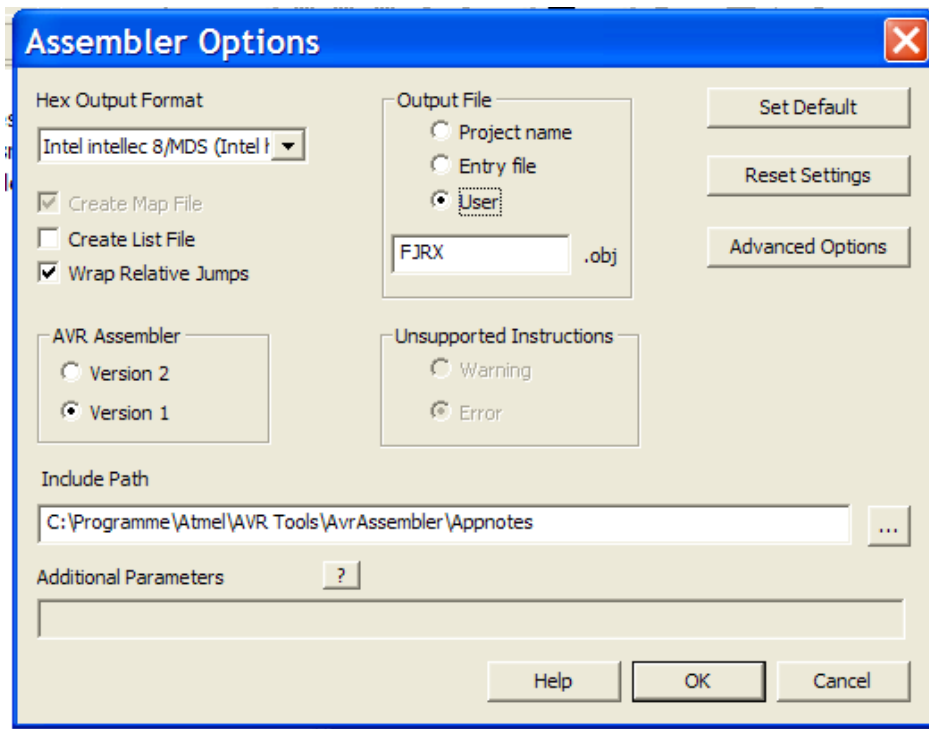 Assembler Options
Hex Output Format
Intel intellec 8/MDS (Intel
Create Map File
Create List File
Wrap Relative Jumps
Output File
Project name
Entry file
User
FJRX .obj
Set Default
Reset Settings
Advanced Options
AVR Assembler
Version 2
Version 1
Unsupported Instructions
Warning
Error
Include Path
C:\Programme\Atmel\AVR Tools\AvrAssembler\Appnotes
...
Additional Parameters ?
Help OK Cancel